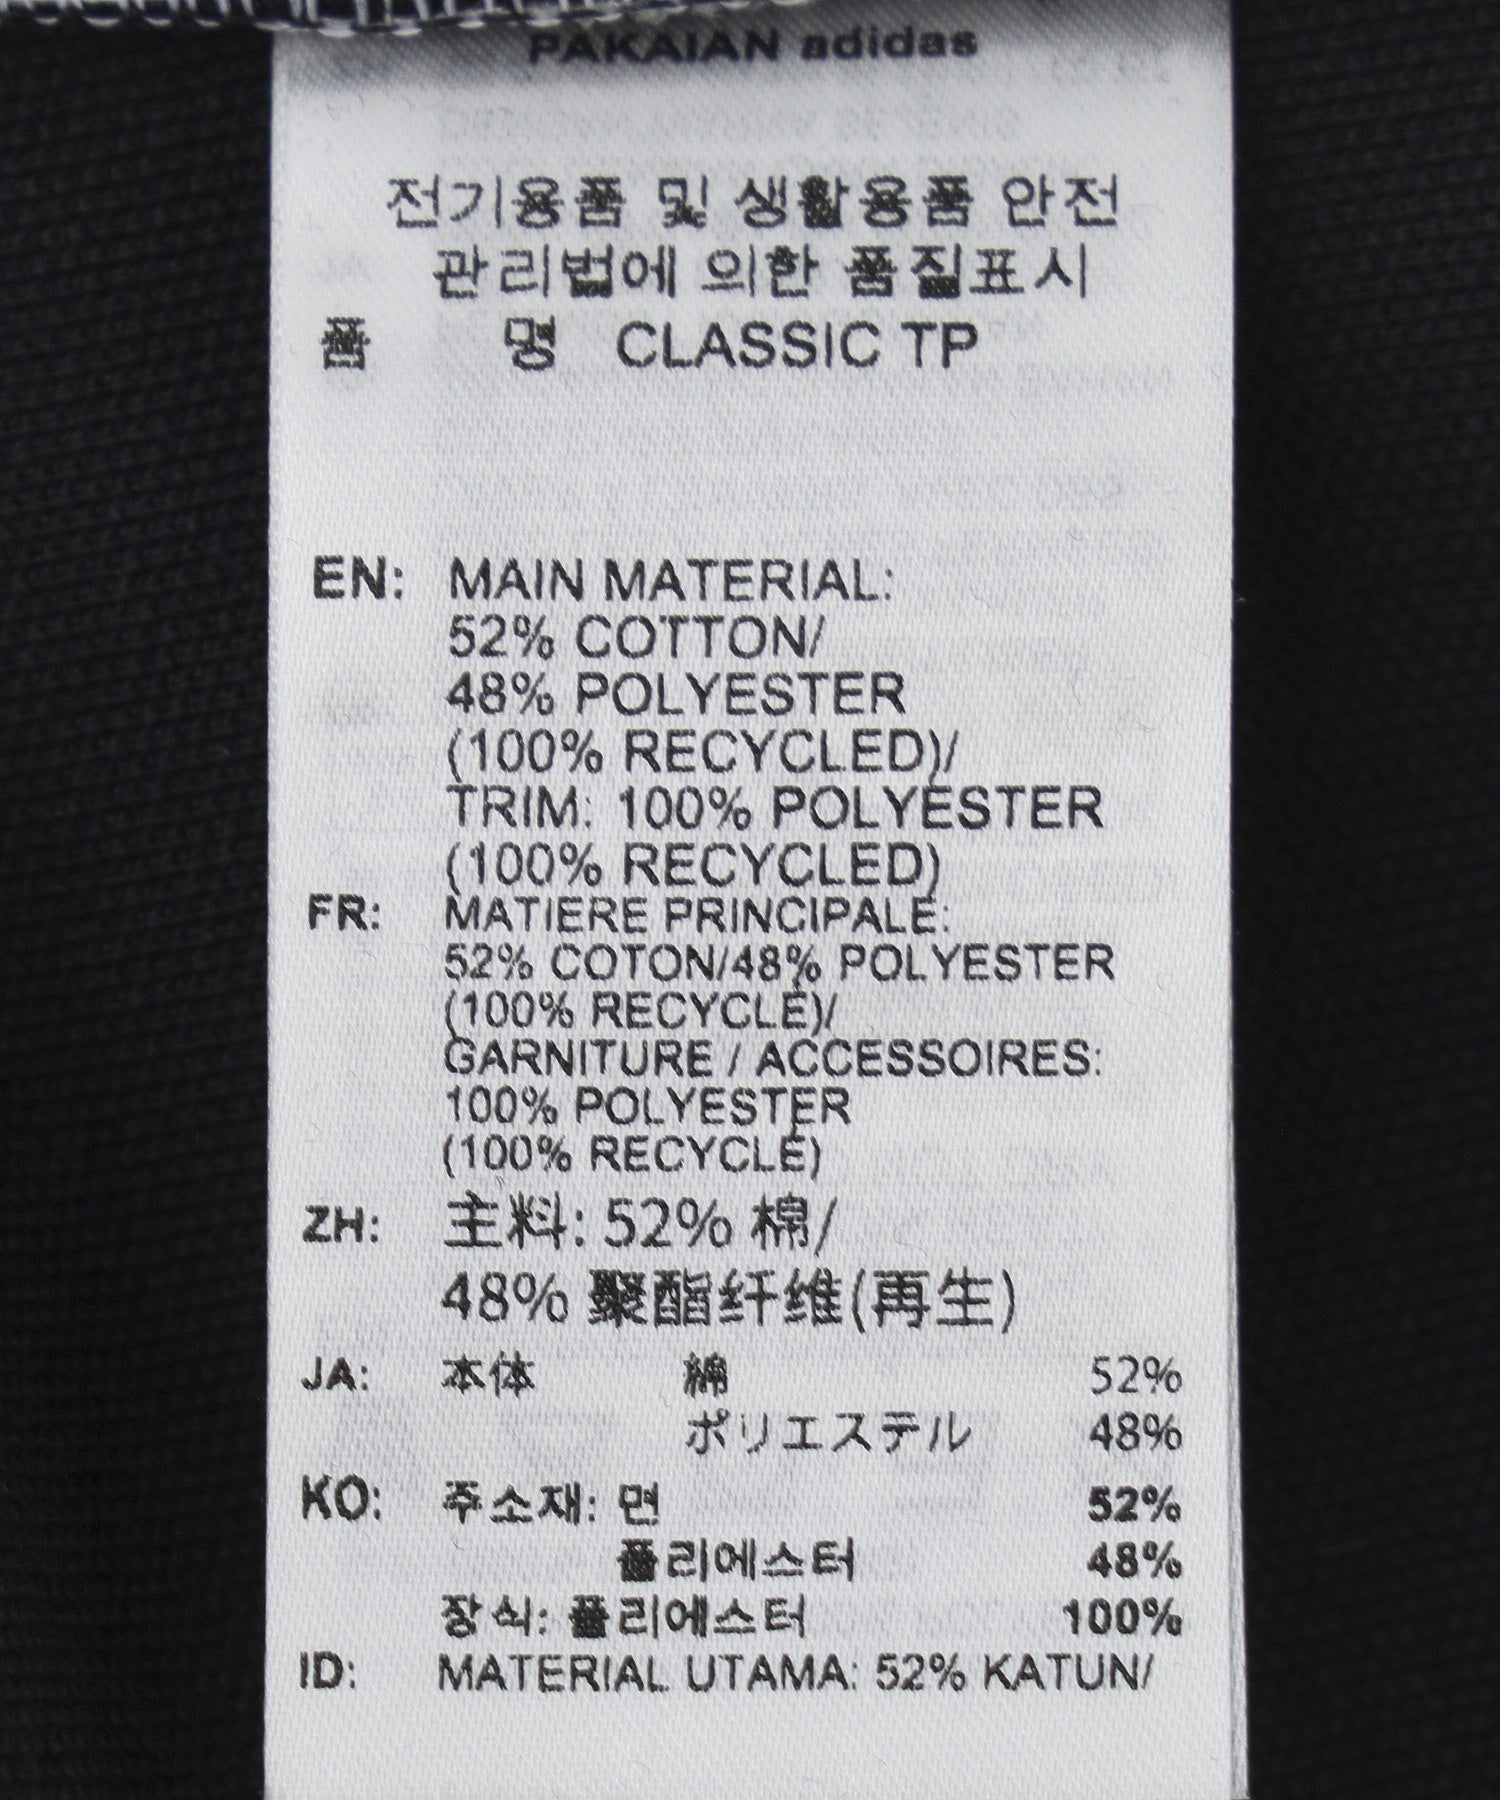 PAKAIAN adidas
전기용품 및 생활용품 안전
관리법에 의한 품질표시
품 명 CLASSIC TP
EN: MAIN MATERIAL:
52% COTTON/
48% POLYESTER
(100% RECYCLED)/
TRIM: 100% POLYESTER
(100% RECYCLED)
FR: MATIERE PRINCIPALE:
52% COTON/48% POLYESTER
(100% RECYCLÉ)/
GARNITURE / ACCESSOIRES:
100% POLYESTER
(100% RECYCLÉ)
ZH: 主料: 52% 棉/
48% 聚酯纤维(再生)
JA: 本体 綿 52%
ポリエステル 48%
KO: 주소재: 면 52%
폴리에스터 48%
장식: 폴리에스터 100%
ID: MATERIAL UTAMA: 52% KATUN/